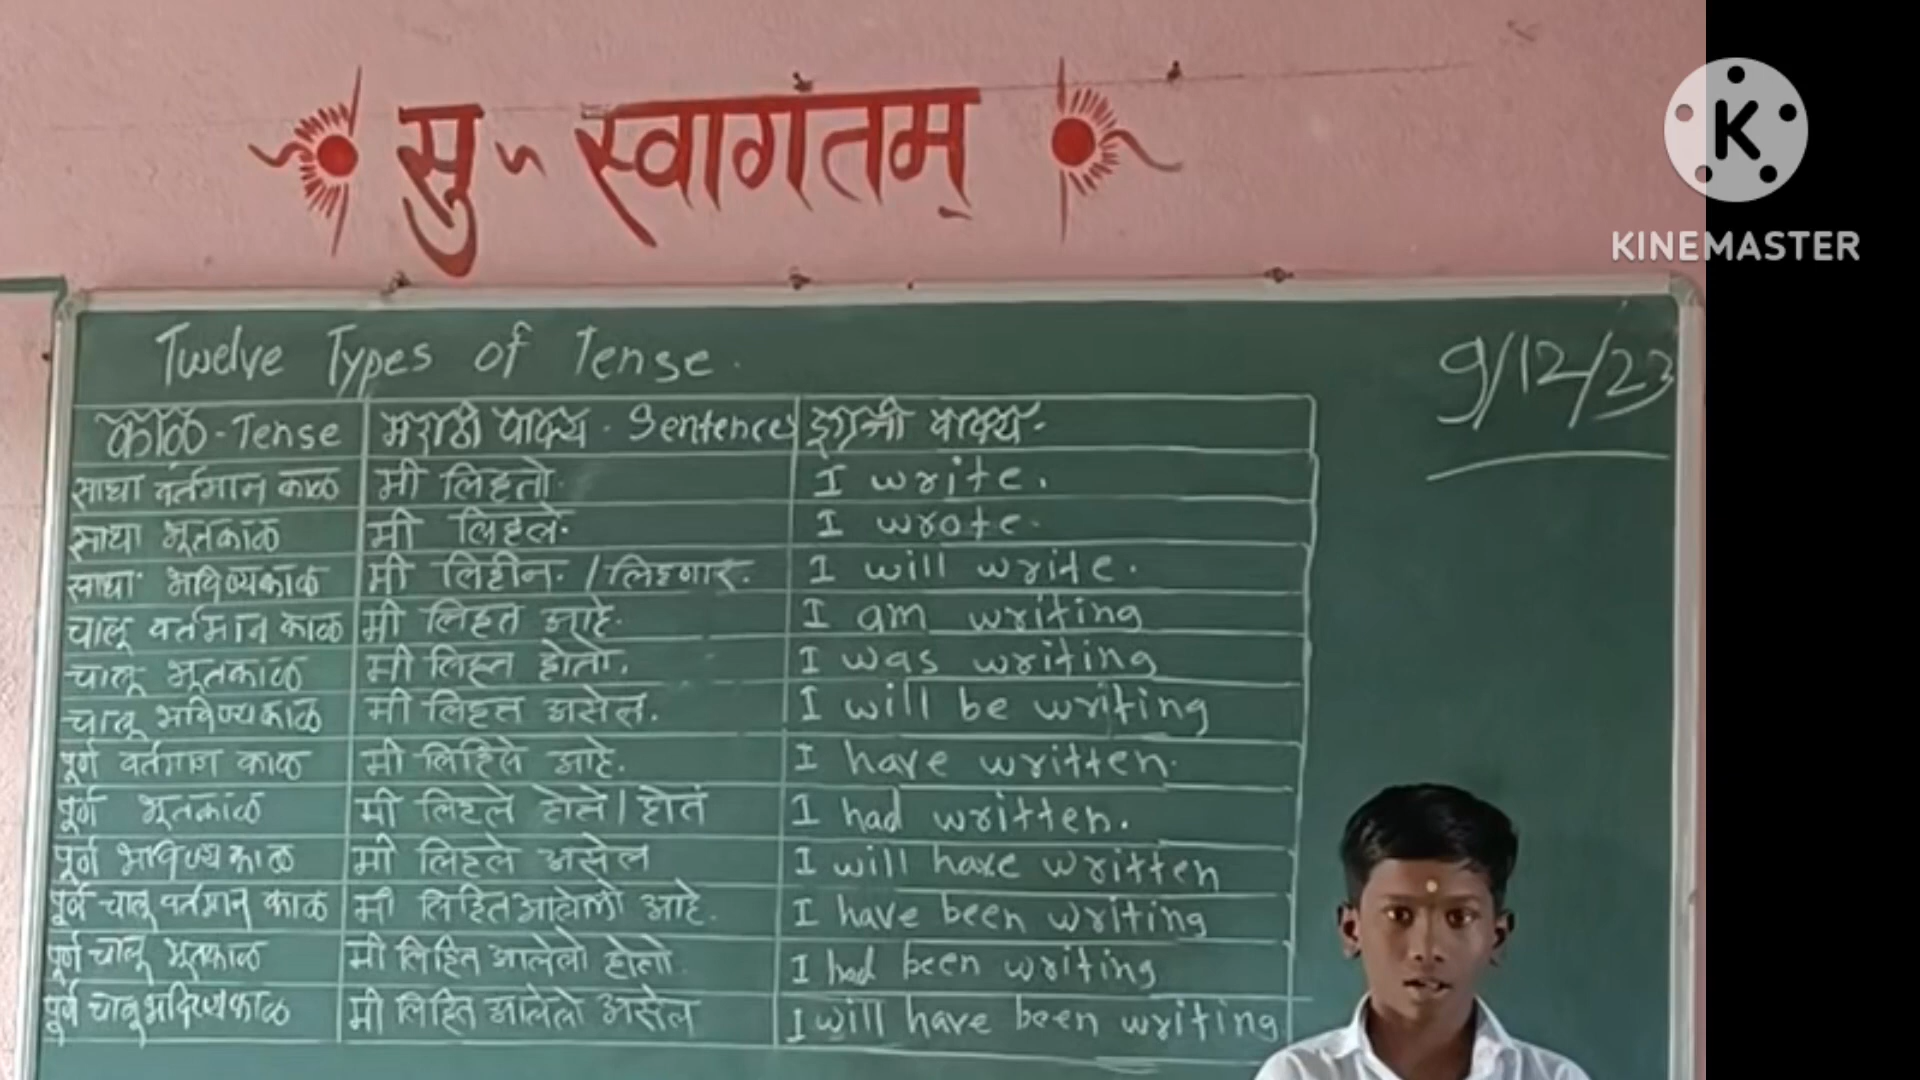 सु स्वागतम्
K
KINEMASTER
Twelve Types of Tense.
9/12/23
काळ - Tense मराठी वाक्य - Sentences इंग्रजी वाक्य -
साधा वर्तमान काळ मी लिहतो. I write.
साधा भूतकाळ मी लिहले. I wrote.
साधा भविष्यकाळ मी लिहीन. / लिहणार. I will write.
चालू वर्तमान काळ मी लिहत आहे. I am writing
चालू भूतकाळ मी लिहत होतो. I was writing
चालू भविष्यकाळ मी लिहत असेल. I will be writing
पूर्ण वर्तमान काळ मी लिहिले आहे. I have written.
पूर्ण भूतकाळ मी लिहले होते / होतं I had written.
पूर्ण भविष्य काळ मी लिहले असेल I will have written
पूर्ण चालू वर्तमान काळ मी लिहित आलेलो आहे. I have been writing
पूर्ण चालू भूतकाळ मी लिहित आलेलो होतो. I had been writing
पूर्ण चालू भविष्यकाळ मी लिहित आलेलो असेल I will have been writing